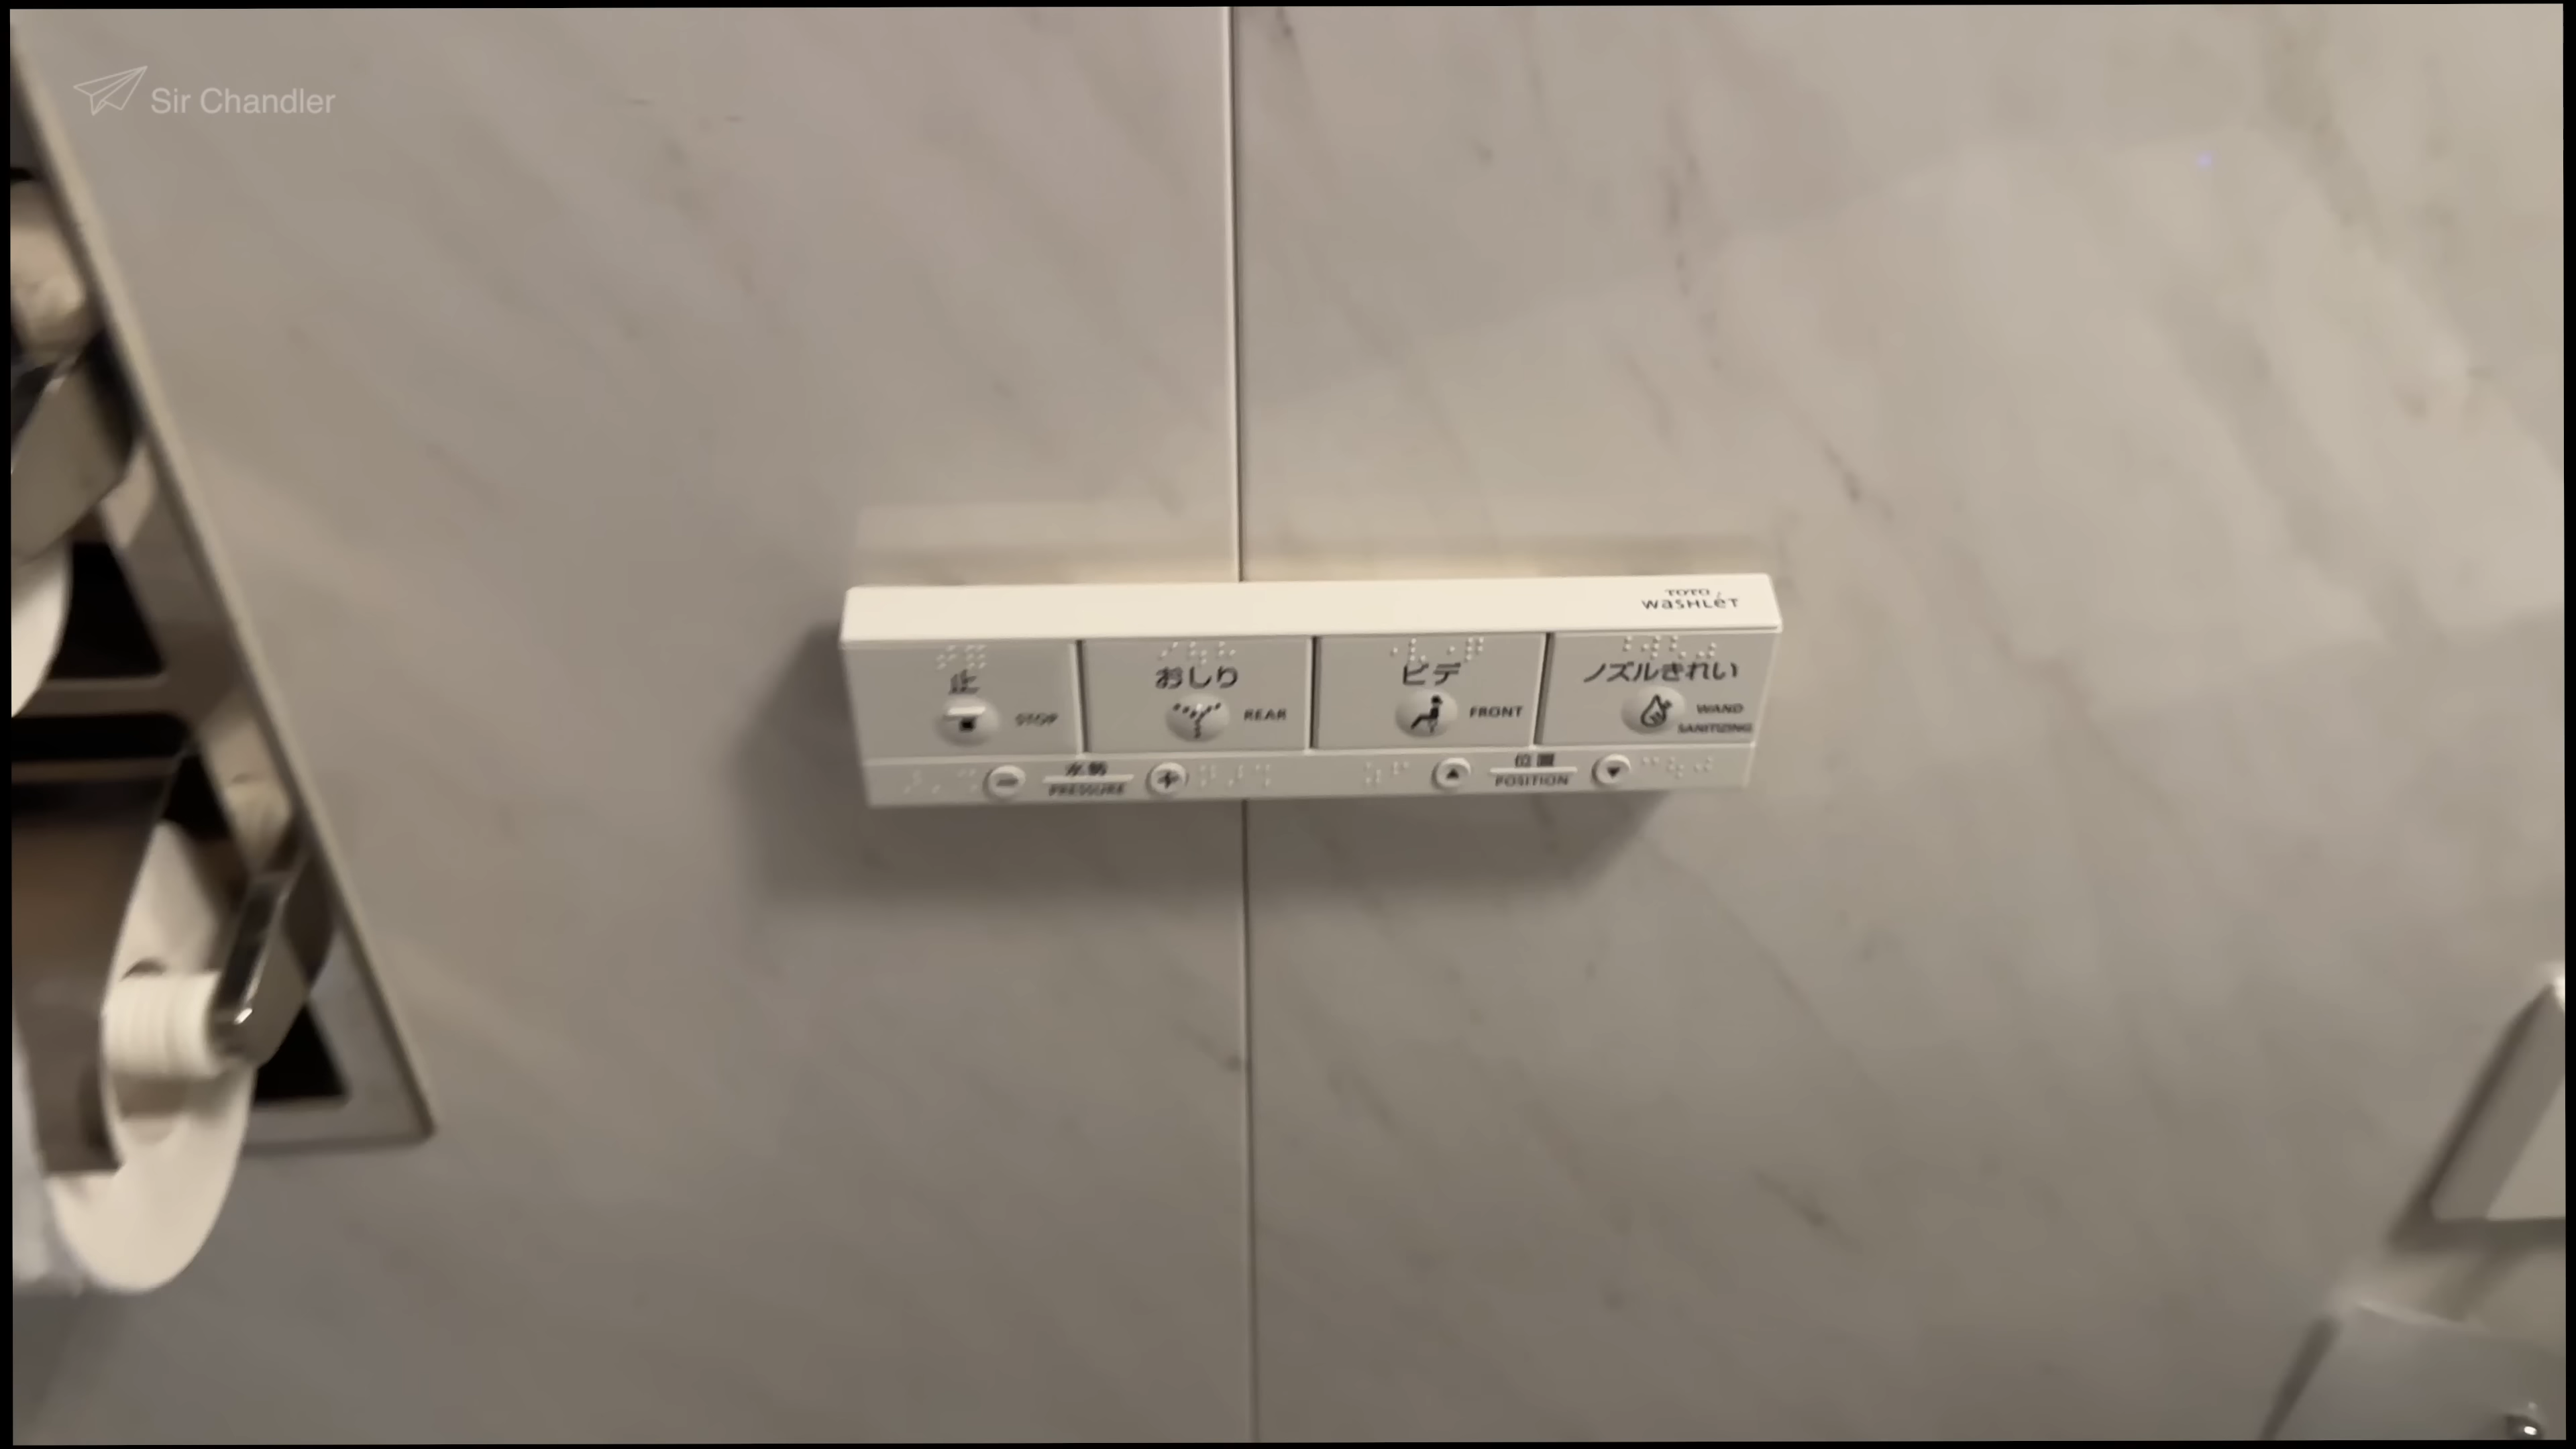 Sir Chandler
TOTO
WASHLET
止
STOP
おしり
REAR
ビデ
FRONT
ノズルきれい
WAND
SANITIZING
水勢
PRESSURE
位置
POSITION